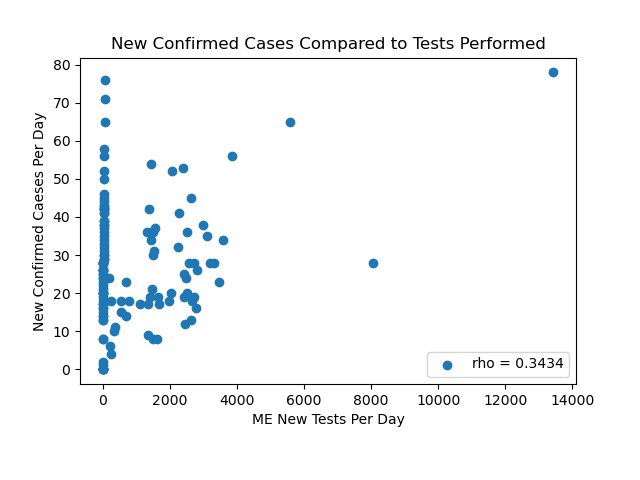 New Confirmed Cases Compared to Tests Performed
80
70
60
50
40
30
20
10
0
New Confirmed Caeses Per Day
rho = 0.3434
0 2000 4000 6000 8000 10000 12000 14000
ME New Tests Per Day